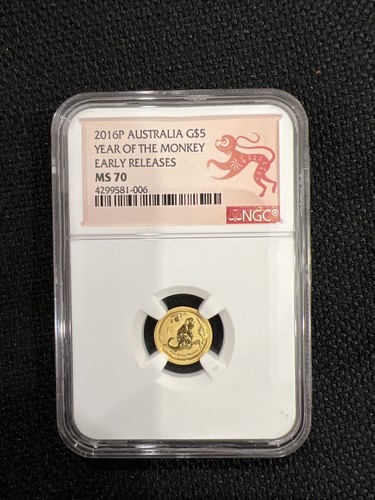 2016P AUSTRALIA G$5
YEAR OF THE MONKEY
EARLY RELEASES
MS 70
4299581-006
NGC®